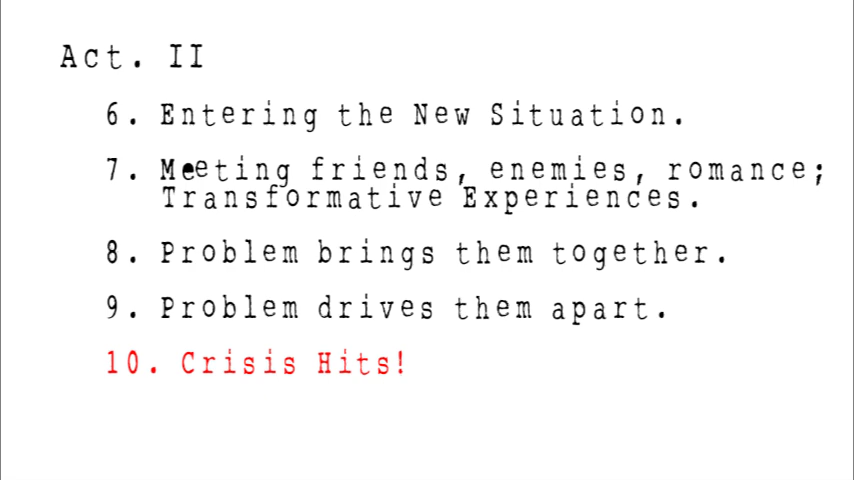 Act. II
6. Entering the New Situation.
7. Meeting friends, enemies, romance;
Transformative Experiences.
8. Problem brings them together.
9. Problem drives them apart.
10. Crisis Hits!